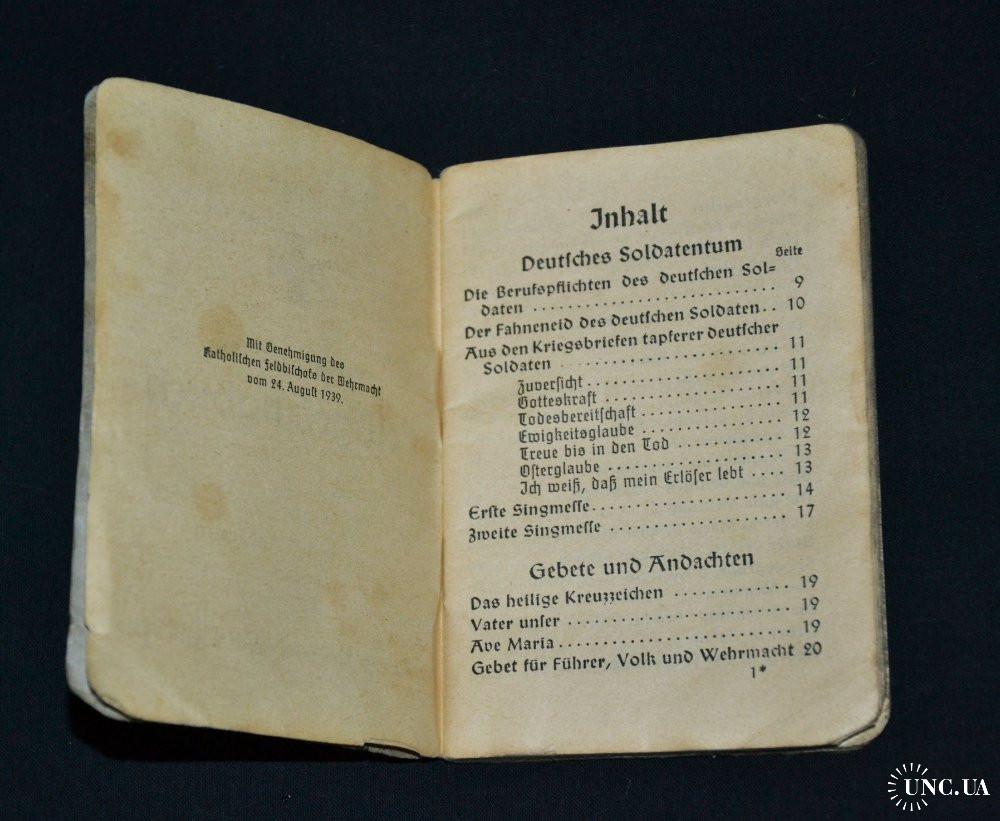 Mit Genehmigung des
Katholischen Feldbischofs der Wehrmacht
vom 24. August 1939.
Inhalt
Deutsches Soldatentum
Seite
Die Berufspflichten des deutschen Sol=
daten . . . . . . . . . . . . . . . . . . . . . . . . . . 9
Der Fahneneid des deutschen Soldaten . . 10
Aus den Kriegsbriefen tapferer deutscher
Soldaten . . . . . . . . . . . . . . . . . . . . . . . 11
Zuversicht . . . . . . . . . . . . . . . . . . . . 11
Gotteskraft . . . . . . . . . . . . . . . . . . . 11
Todesbereitschaft . . . . . . . . . . . . . . 11
Ewigkeitsglaube . . . . . . . . . . . . . . . 12
Treue bis in den Tod . . . . . . . . . . . 12
Osterglaube . . . . . . . . . . . . . . . . . . 13
Ich weiß, daß mein Erlöser lebt . . . . 13
Erste Singmesse . . . . . . . . . . . . . . . . . . . 14
Zweite Singmesse . . . . . . . . . . . . . . . . . 17
Gebete und Andachten
Das heilige Kreuzzeichen . . . . . . . . . . . 19
Vater unser . . . . . . . . . . . . . . . . . . . . . 19
Ave Maria . . . . . . . . . . . . . . . . . . . . . . 19
Gebet für Führer, Volk und Wehrmacht 20
1*
UNC.UA